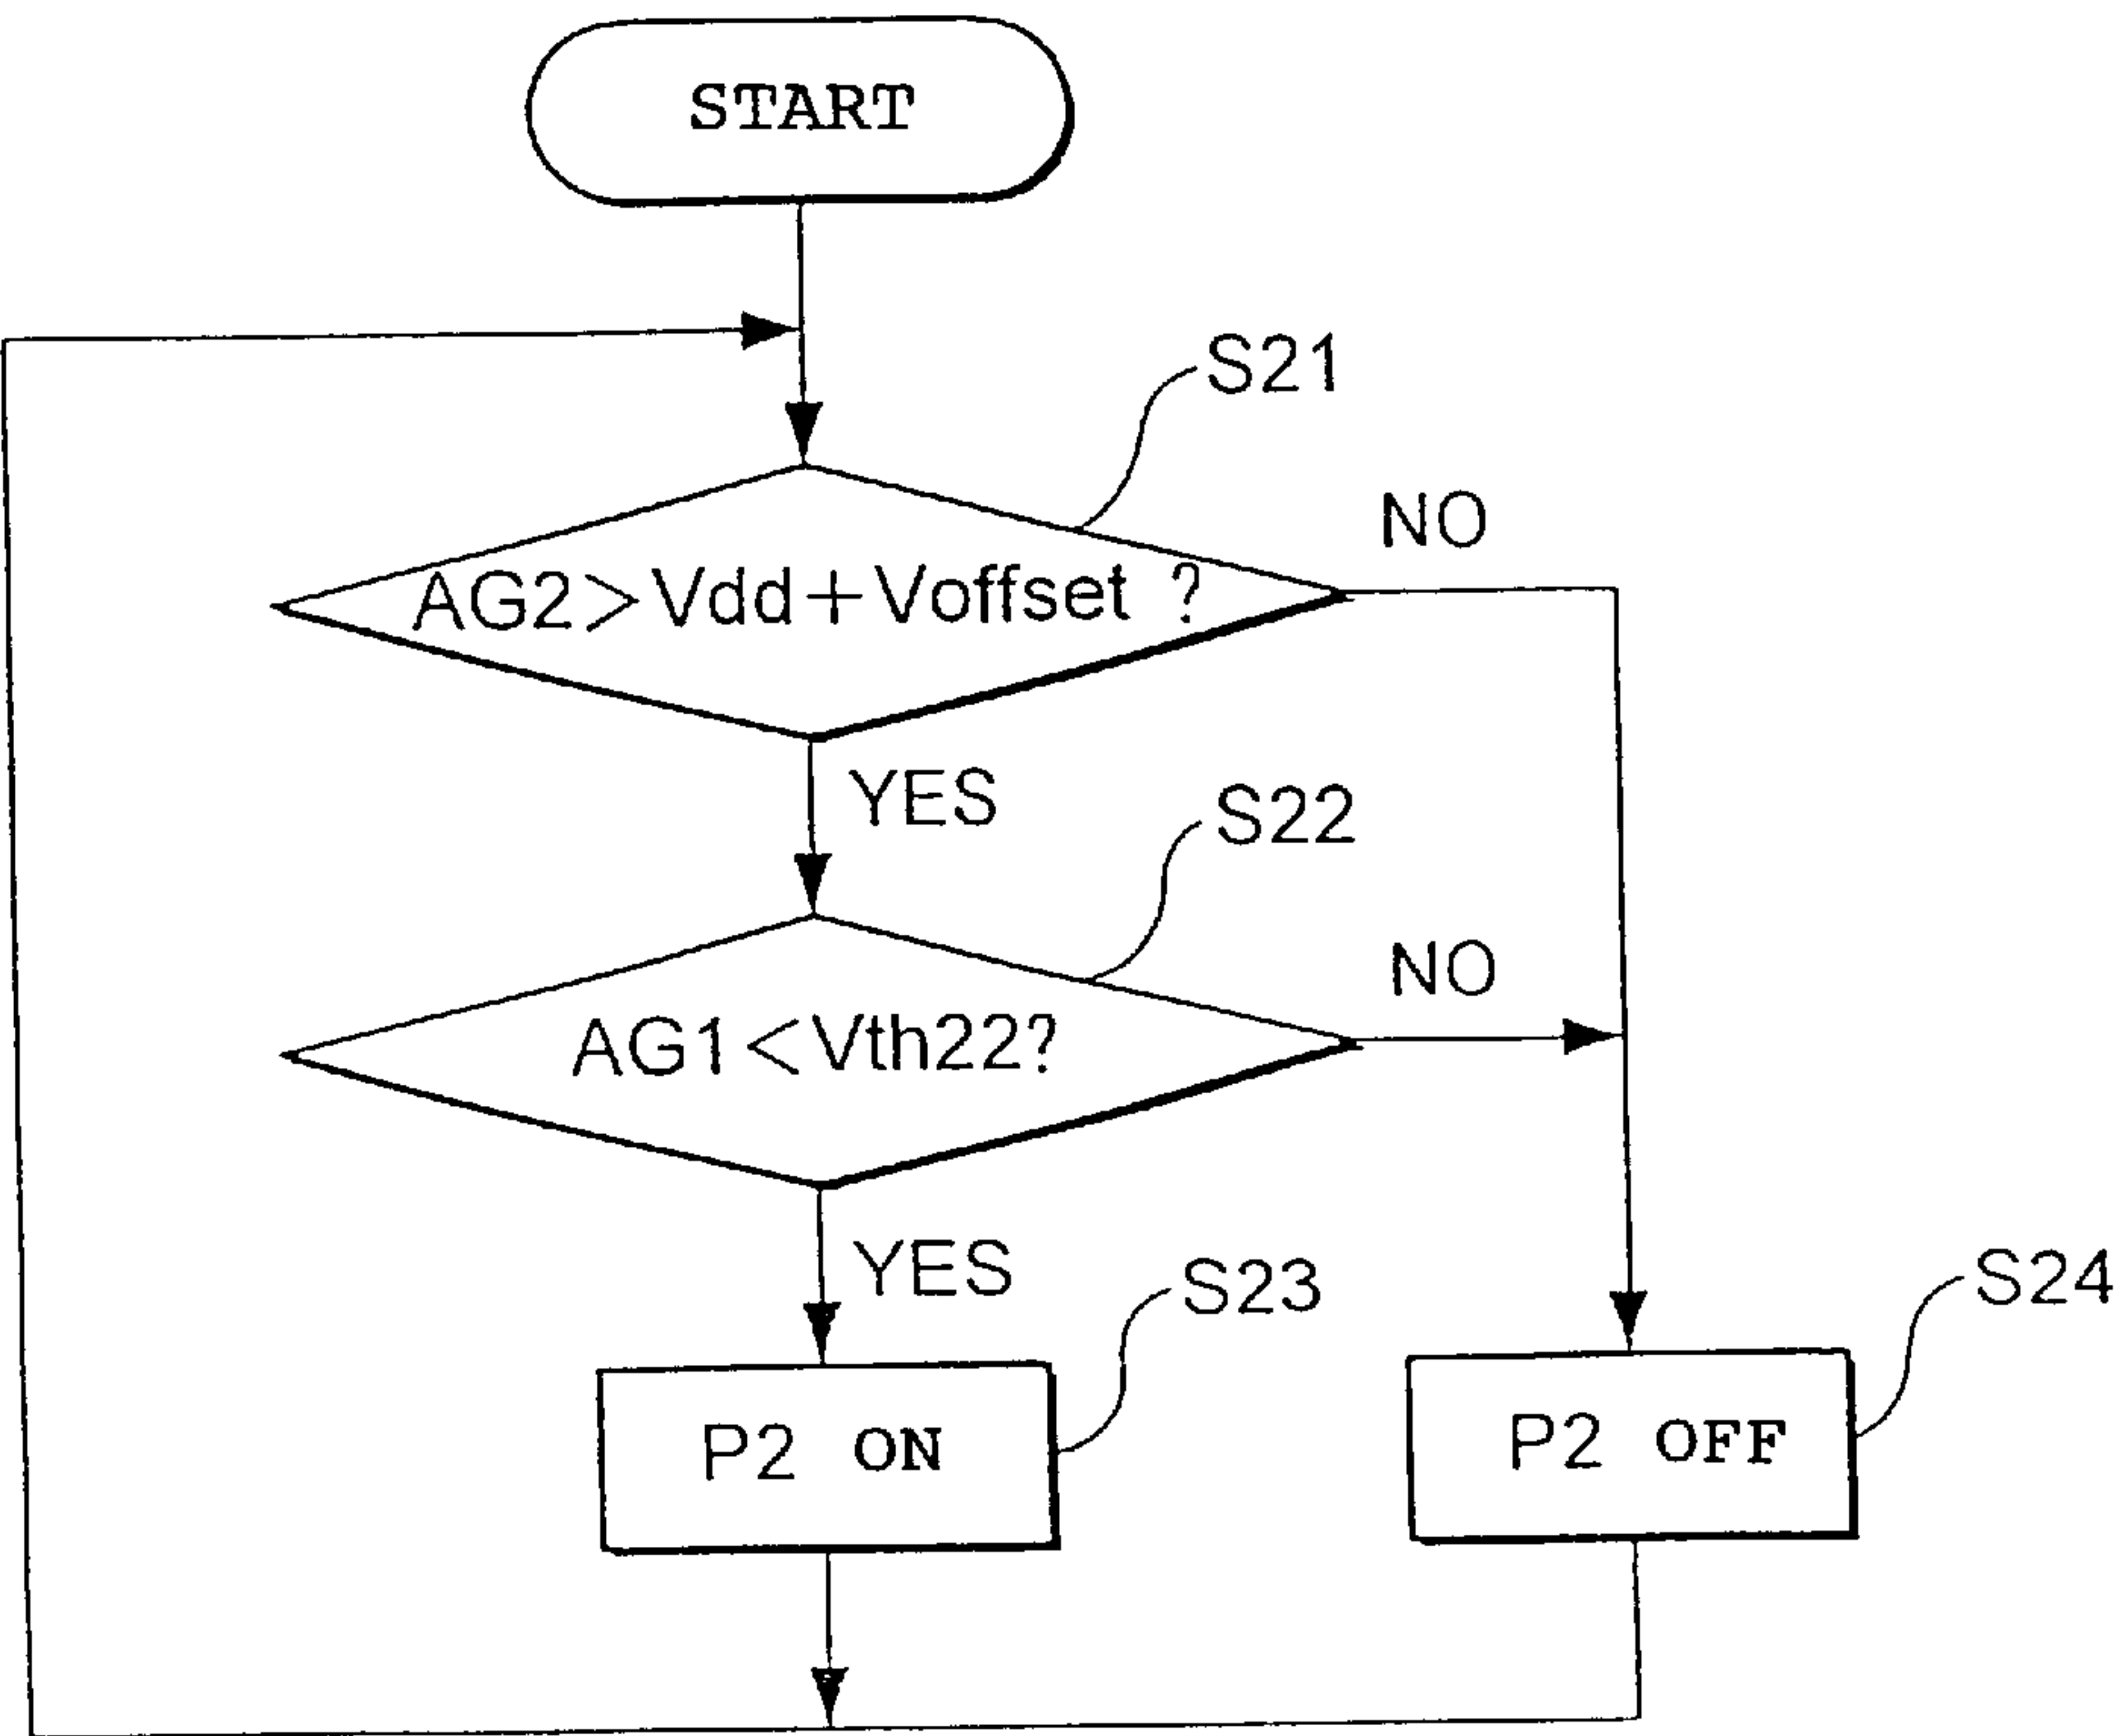 START
S21
NO
AG2>Vdd+Voffset ?
YES
S22
NO
AG1<Vth22?
YES
S23
S24
P2 ON
P2 OFF